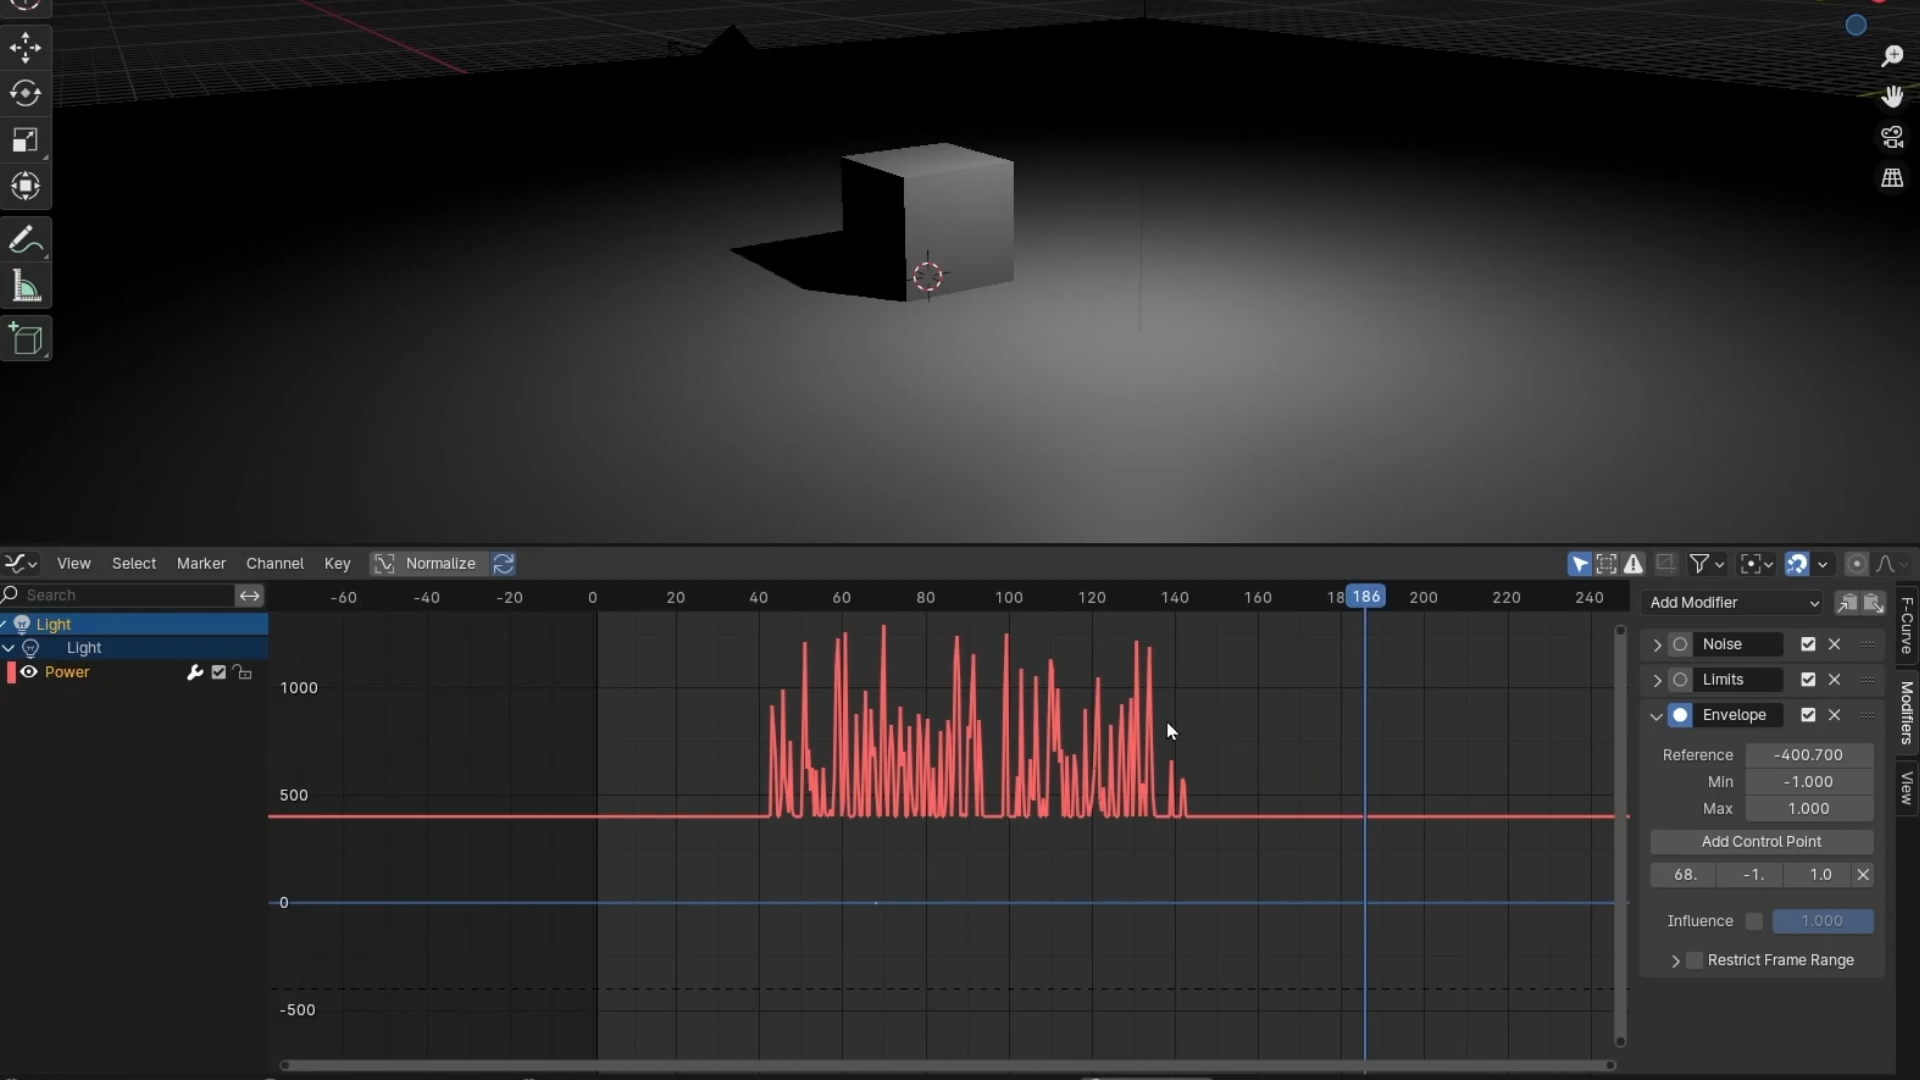 View Select Marker Channel Key Normalize
Search
-60 -40 -20 0 20 40 60 80 100 120 140 160 18 186 200 220 240
Add Modifier
Light
Light
Power
1000
500
0
-500
Noise
Limits
Envelope
Reference -400.700
Min -1.000
Max 1.000
Add Control Point
68. -1. 1.0
Influence 1.000
Restrict Frame Range
F-Curve
Modifiers
View